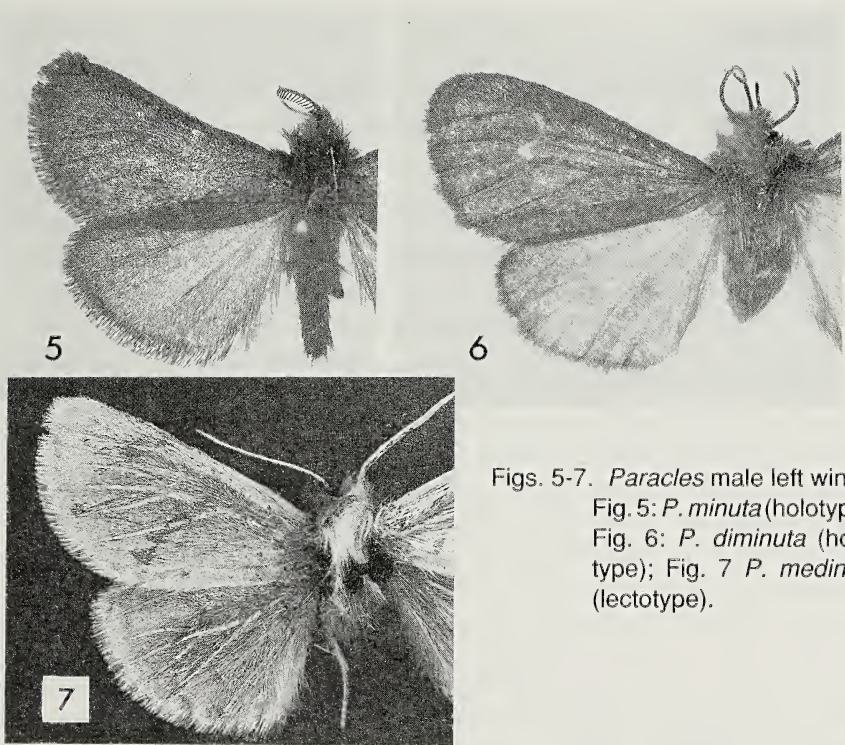 5
6
7
Figs. 5-7. Paracles male left win
Fig. 5: P. minuta (holotyp
Fig. 6: P. diminuta (ho
type); Fig. 7 P. medin
(lectotype).